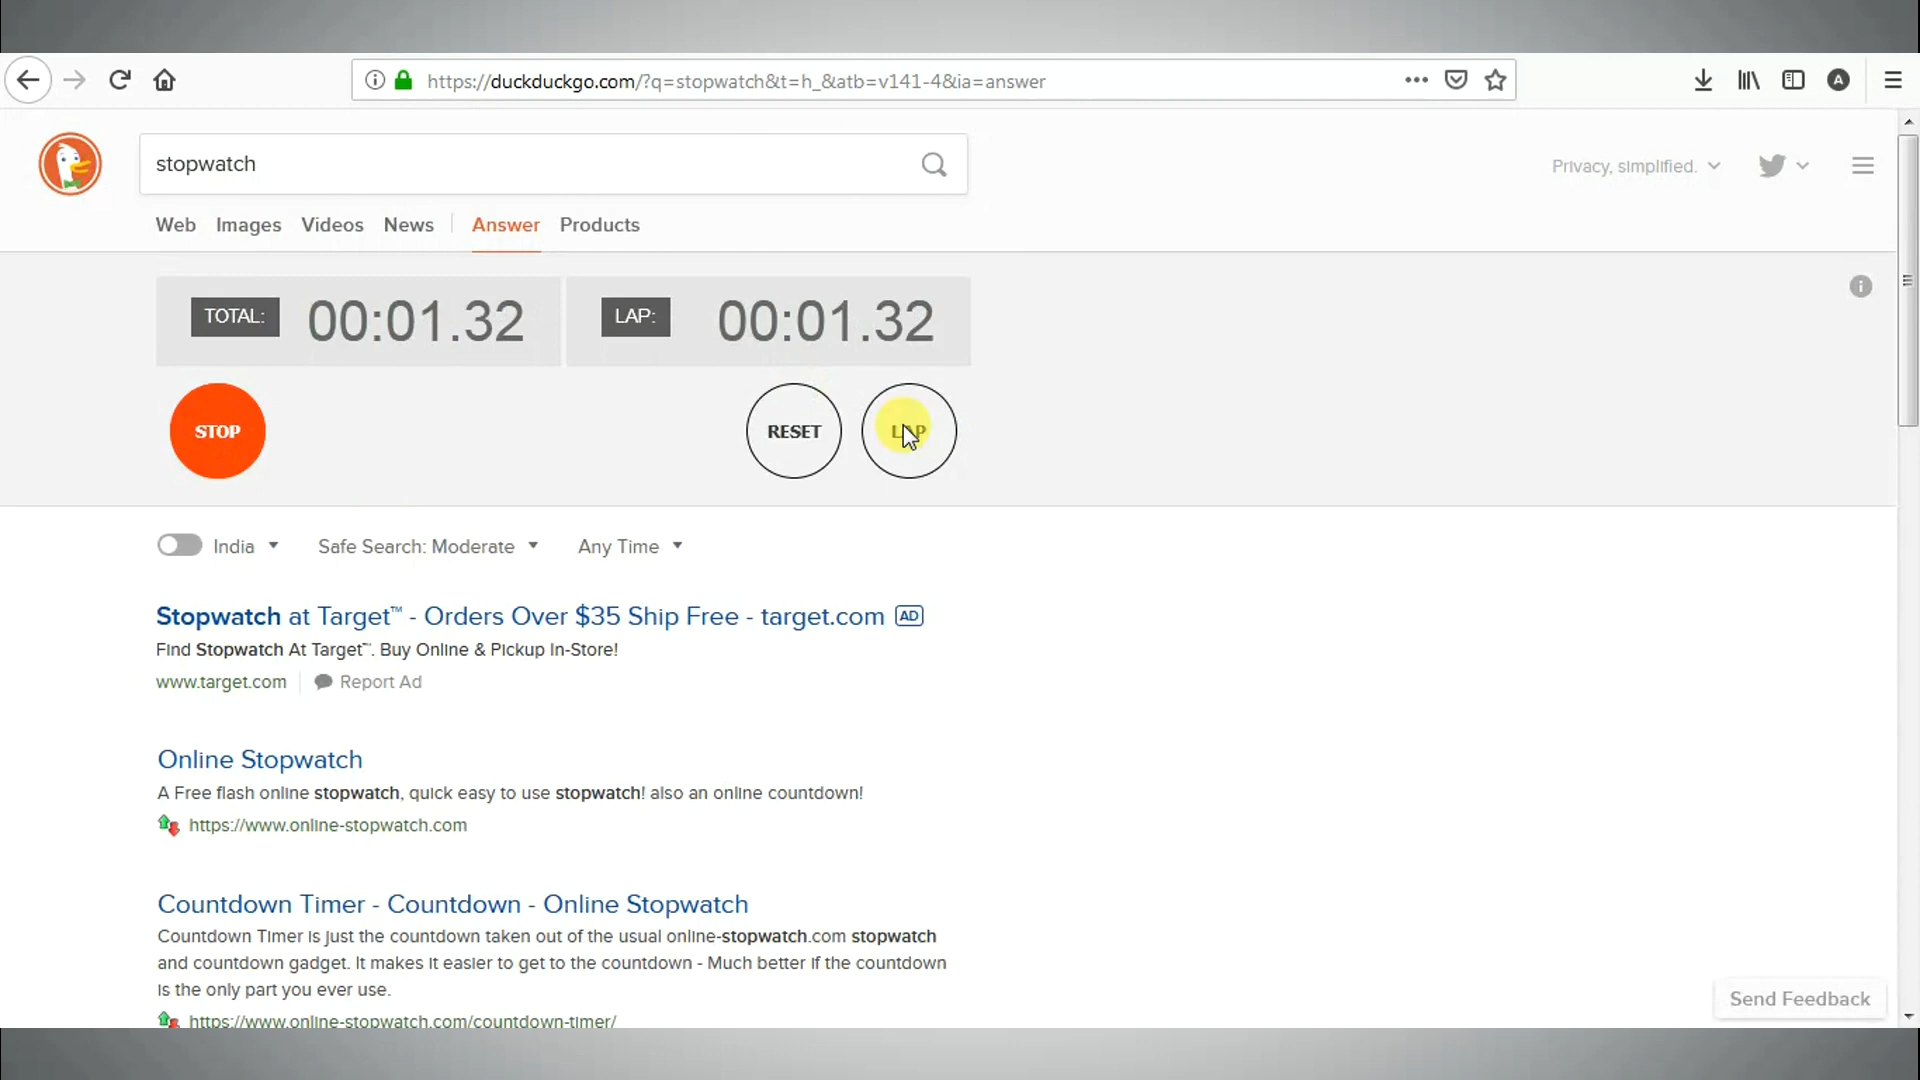 https://duckduckgo.com/?q=stopwatch&t=h_&atb=v141-4&ia=answer
A
stopwatch
Privacy, simplified.
Web Images Videos News Answer Products
TOTAL: 00:01.32 LAP: 00:01.32
STOP RESET LAP
India Safe Search: Moderate Any Time
Stopwatch at Target™ - Orders Over $35 Ship Free - target.com AD
Find Stopwatch At Target™. Buy Online & Pickup In-Store!
www.target.com Report Ad
Online Stopwatch
A Free flash online stopwatch, quick easy to use stopwatch! also an online countdown!
https://www.online-stopwatch.com
Countdown Timer - Countdown - Online Stopwatch
Countdown Timer is just the countdown taken out of the usual online-stopwatch.com stopwatch
and countdown gadget. It makes it easier to get to the countdown - Much better if the countdown
is the only part you ever use.
https://www.online-stopwatch.com/countdown-timer/
Send Feedback